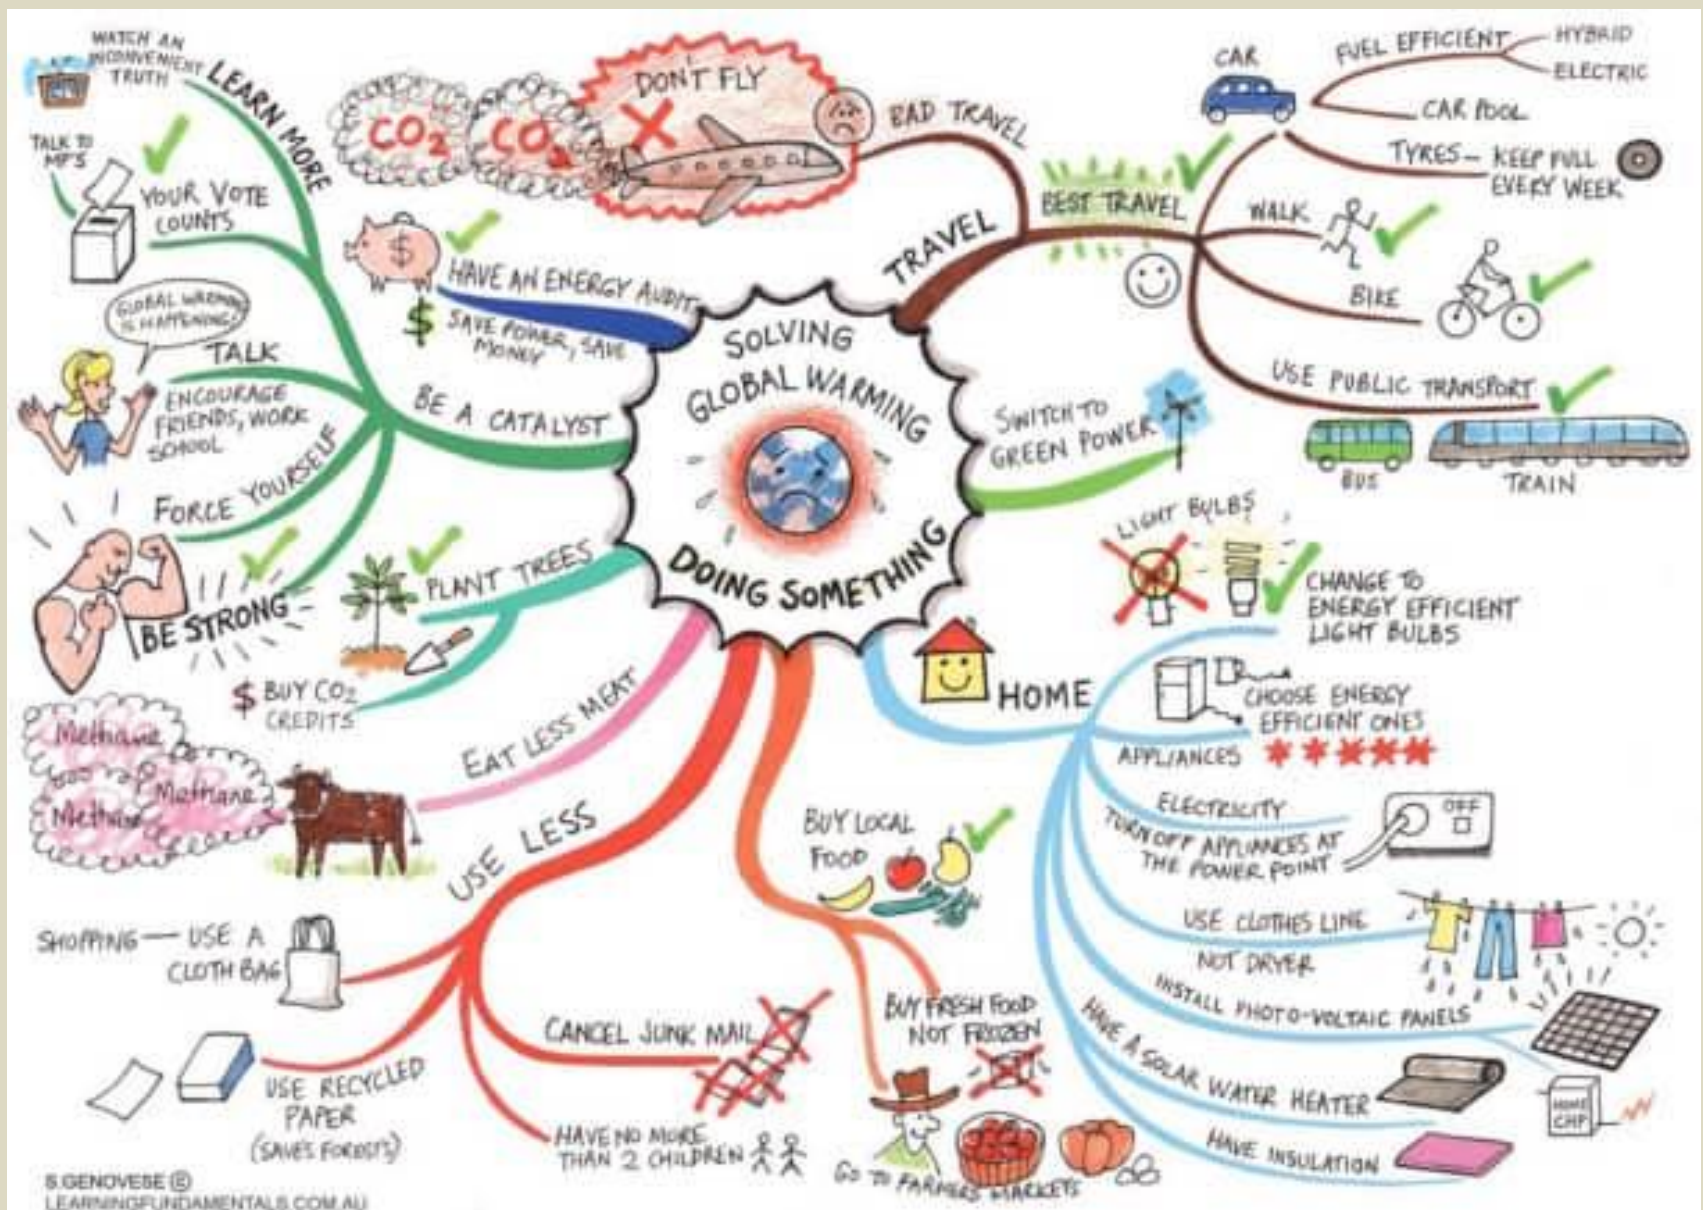 SOLVING
GLOBAL WARMING
DOING SOMETHING
TRAVEL
BAD TRAVEL
DON'T FLY
CO2
CO2
BEST TRAVEL
CAR
FUEL EFFICIENT
HYBRID
ELECTRIC
CAR POOL
TYRES - KEEP FULL
EVERY WEEK
WALK
BIKE
USE PUBLIC TRANSPORT
BUS
TRAIN
SWITCH TO
GREEN POWER
HOME
LIGHT BULBS
CHANGE TO
ENERGY EFFICIENT
LIGHT BULBS
APPLIANCES
CHOOSE ENERGY
EFFICIENT ONES
ELECTRICITY
TURN OFF APPLIANCES AT
THE POWER POINT
OFF
USE CLOTHES LINE
NOT DRYER
INSTALL PHOTO-VOLTAIC PANELS
HOME
CHP
HAVE A SOLAR WATER HEATER
HAVE INSULATION
BUY LOCAL
FOOD
BUY FRESH FOOD
NOT FROZEN
GO TO FARMERS MARKETS
USE LESS
SHOPPING — USE A
CLOTH BAG
USE RECYCLED
PAPER
(SAVES FORESTS)
CANCEL JUNK MAIL
HAVE NO MORE
THAN 2 CHILDREN
EAT LESS MEAT
Methane
Methane
Methane
PLANT TREES
$ BUY CO2
CREDITS
BE A CATALYST
LEARN MORE
WATCH AN
INCONVENIENT
TRUTH
TALK TO
MP'S
YOUR VOTE
COUNTS
TALK
GLOBAL WARMING
IS HAPPENING!
ENCOURAGE
FRIENDS, WORK
SCHOOL
FORCE YOURSELF
BE STRONG
HAVE AN ENERGY AUDIT
$
$
SAVE POWER, SAVE
MONEY
S.GENOVESE ©
LEARNINGFUNDAMENTALS.COM.AU